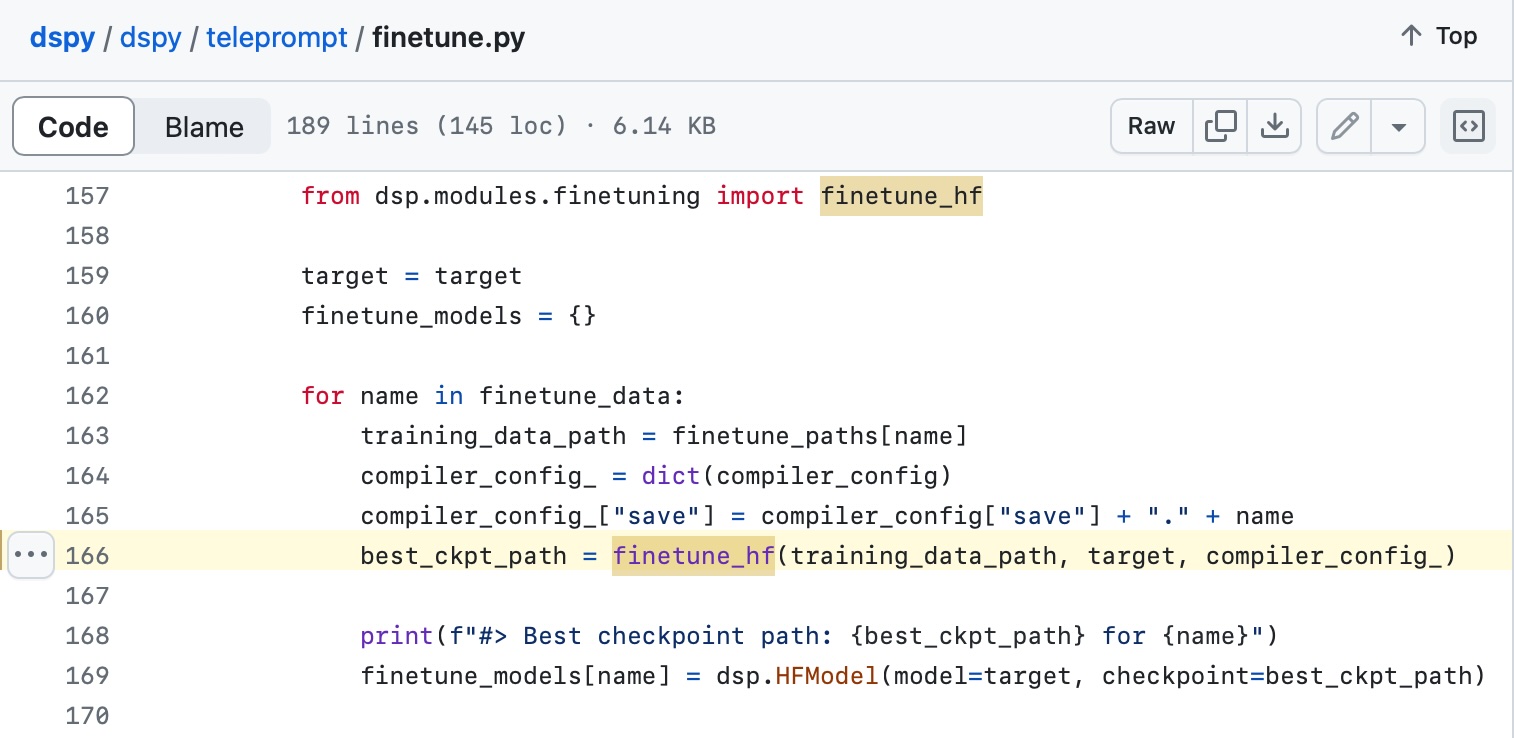 dspy / dspy / teleprompt / finetune.py
Top
Code Blame 189 lines (145 loc) · 6.14 KB Raw
157 from dsp.modules.finetuning import finetune_hf
158
159 target = target
160 finetune_models = {}
161
162 for name in finetune_data:
163 training_data_path = finetune_paths[name]
164 compiler_config_ = dict(compiler_config)
165 compiler_config_["save"] = compiler_config["save"] + "." + name
166 best_ckpt_path = finetune_hf(training_data_path, target, compiler_config_)
167
168 print(f"#> Best checkpoint path: {best_ckpt_path} for {name}")
169 finetune_models[name] = dsp.HFModel(model=target, checkpoint=best_ckpt_path)
170